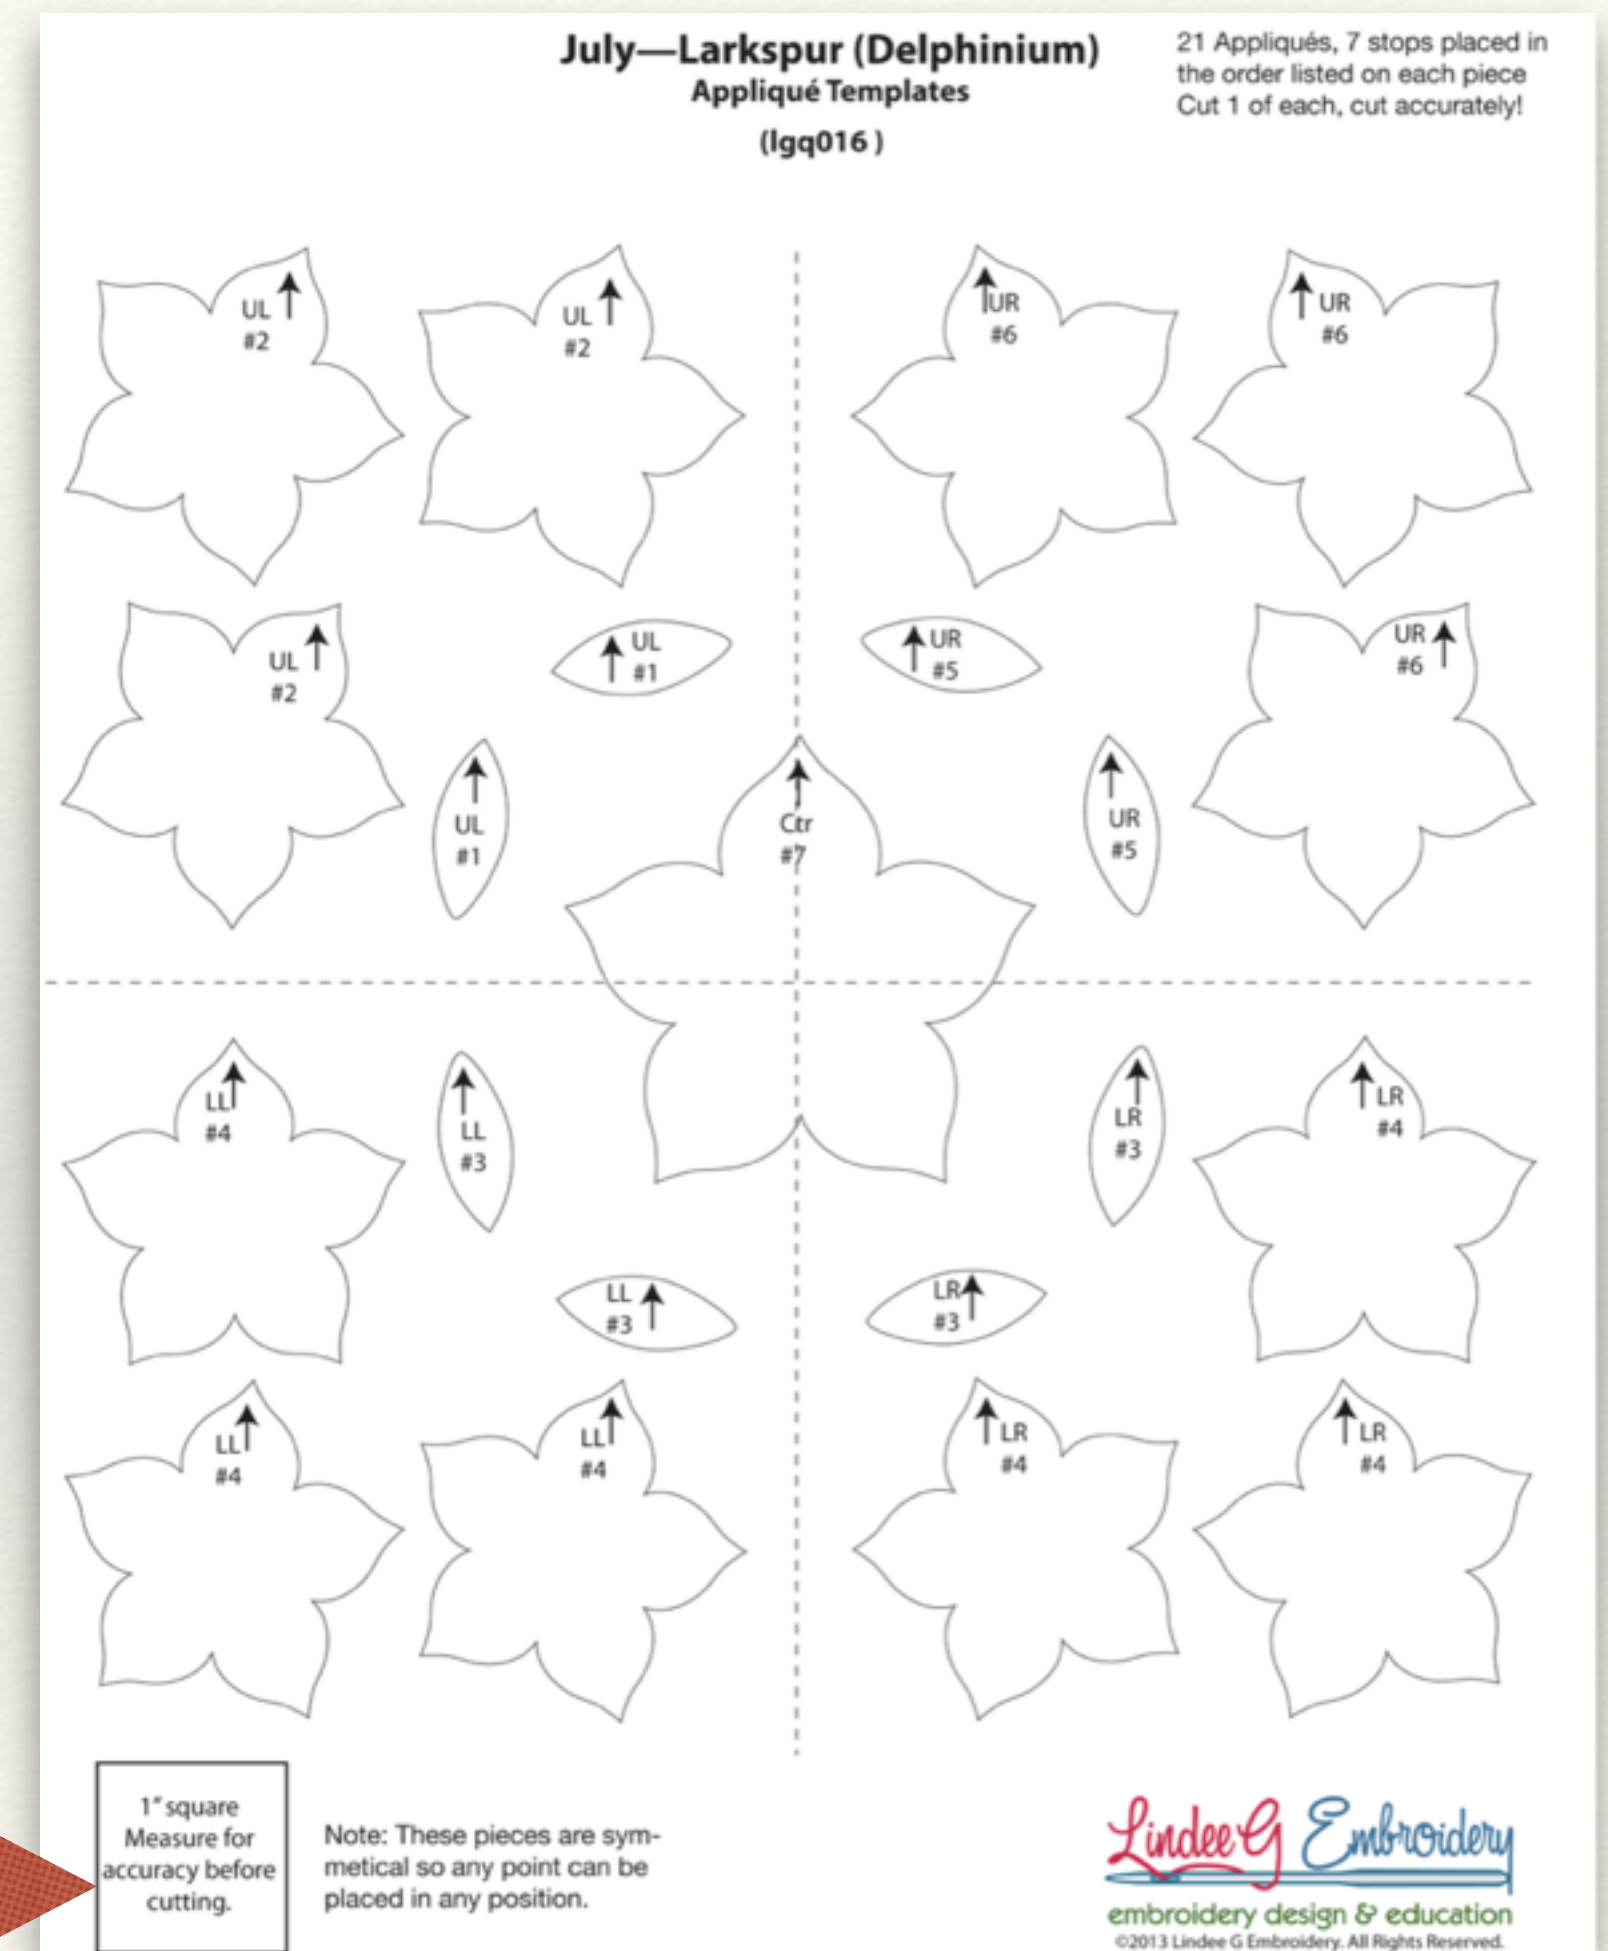 July—Larkspur (Delphinium)
Appliqué Templates
(lgq016 )
21 Appliqués, 7 stops placed in
the order listed on each piece
Cut 1 of each, cut accurately!
UL
#2
UL
#2
UR
#6
UR
#6
UL
#2
UL
#1
UR
#5
UR
#6
UL
#1
Ctr
#7
UR
#5
LL
#4
LL
#3
LR
#3
LR
#4
LL
#3
LR
#3
LL
#4
LL
#4
LR
#4
LR
#4
1" square
Measure for
accuracy before
cutting.
Note: These pieces are sym-
metical so any point can be
placed in any position.
Lindee G Embroidery
embroidery design & education
©2013 Lindee G Embroidery. All Rights Reserved.